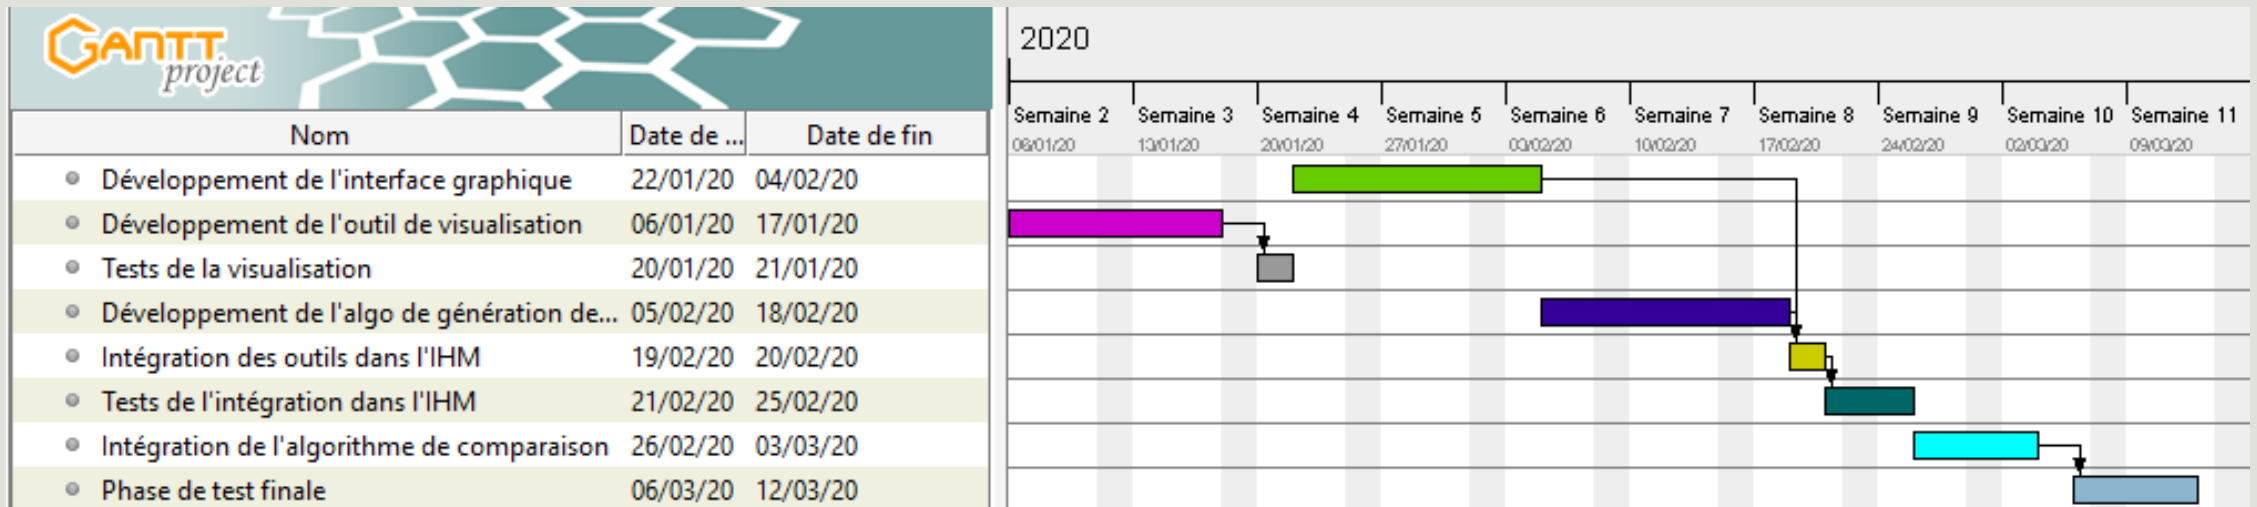 GANTT
project
2020
Semaine 2 Semaine 3 Semaine 4 Semaine 5 Semaine 6 Semaine 7 Semaine 8 Semaine 9 Semaine 10 Semaine 11
06/01/20 13/01/20 20/01/20 27/01/20 03/02/20 10/02/20 17/02/20 24/02/20 02/03/20 09/03/20
Nom Date de ... Date de fin
Développement de l'interface graphique 22/01/20 04/02/20
Développement de l'outil de visualisation 06/01/20 17/01/20
Tests de la visualisation 20/01/20 21/01/20
Développement de l'algo de génération de... 05/02/20 18/02/20
Intégration des outils dans l'IHM 19/02/20 20/02/20
Tests de l'intégration dans l'IHM 21/02/20 25/02/20
Intégration de l'algorithme de comparaison 26/02/20 03/03/20
Phase de test finale 06/03/20 12/03/20